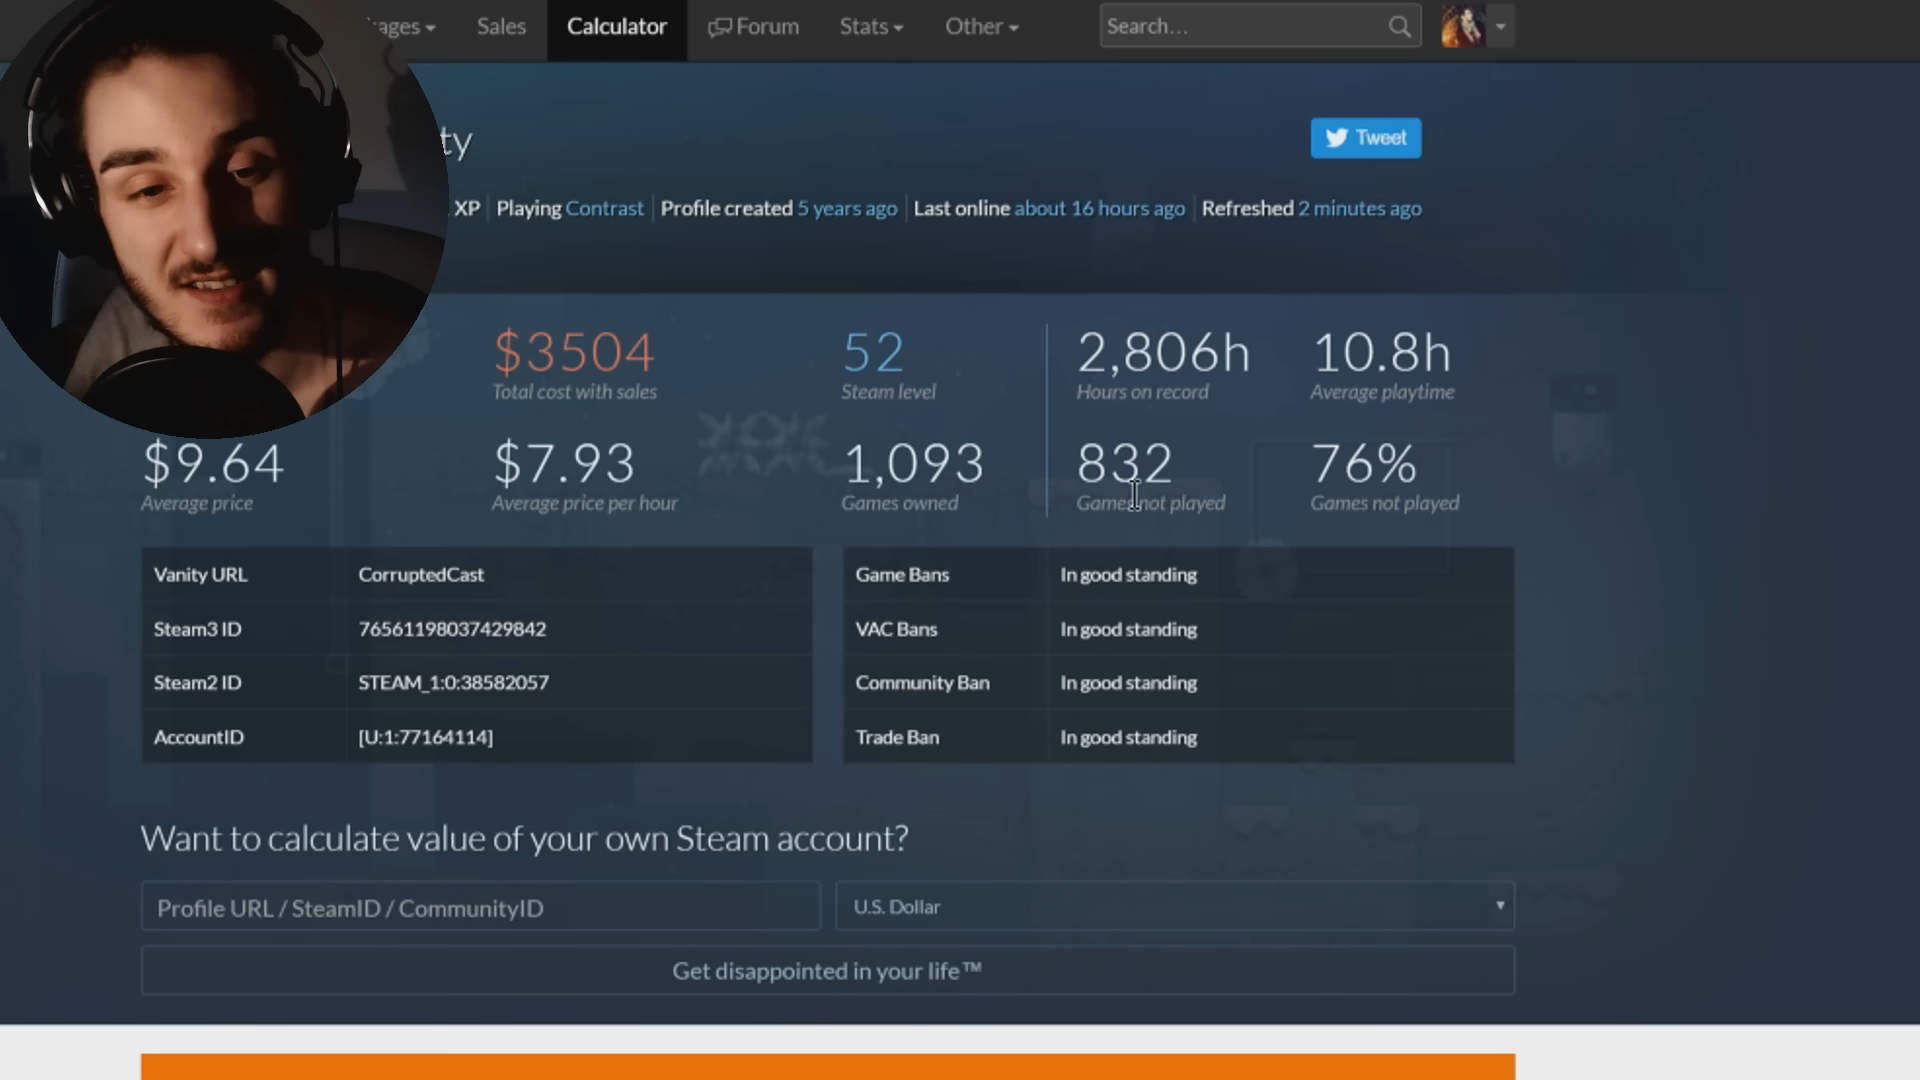 ages Sales Calculator Forum Stats Other Search...
ty
Tweet
XP Playing Contrast Profile created 5 years ago Last online about 16 hours ago Refreshed 2 minutes ago
$3504 52 2,806h 10.8h
Total cost with sales Steam level Hours on record Average playtime
$9.64 $7.93 1,093 832 76%
Average price Average price per hour Games owned Games not played Games not played
Vanity URL CorruptedCast Game Bans In good standing
Steam3 ID 76561198037429842 VAC Bans In good standing
Steam2 ID STEAM_1:0:38582057 Community Ban In good standing
AccountID [U:1:77164114] Trade Ban In good standing
Want to calculate value of your own Steam account?
Profile URL / SteamID / CommunityID U.S. Dollar
Get disappointed in your life™